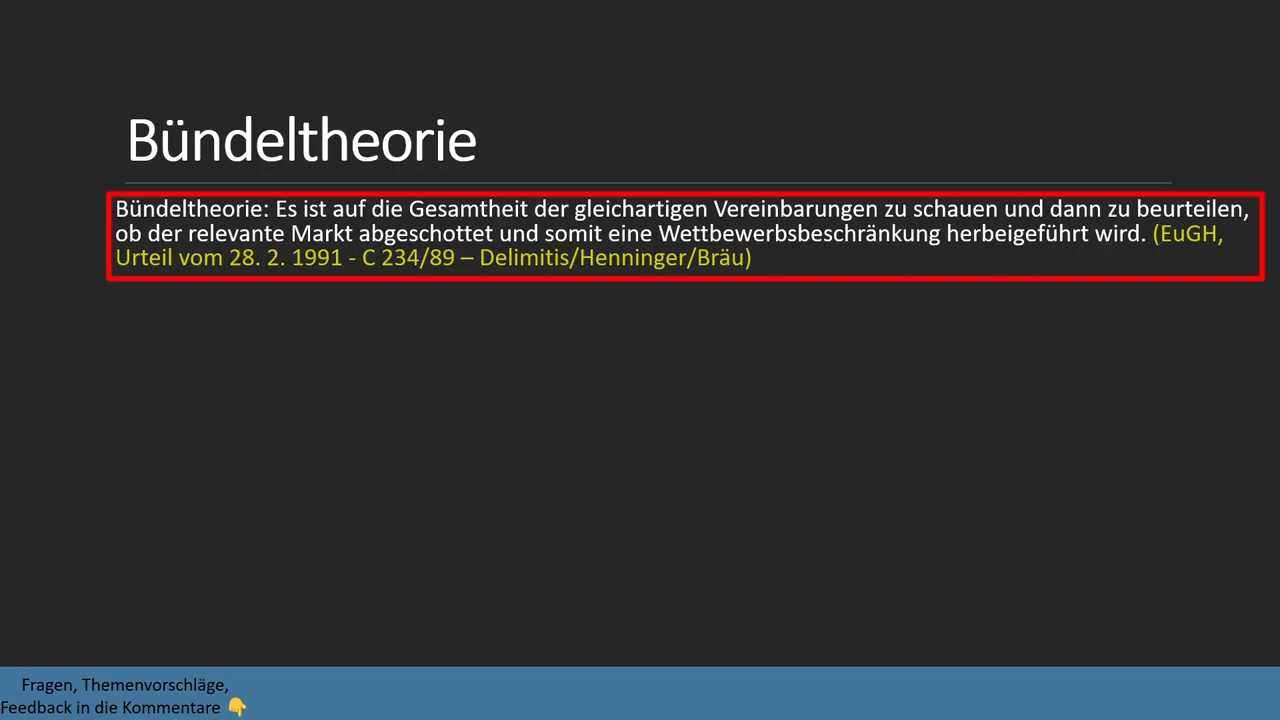 Bündeltheorie
Bündeltheorie: Es ist auf die Gesamtheit der gleichartigen Vereinbarungen zu schauen und dann zu beurteilen,
ob der relevante Markt abgeschottet und somit eine Wettbewerbsbeschränkung herbeigeführt wird. (EuGH,
Urteil vom 28. 2. 1991 - C 234/89 – Delimitis/Henninger/Bräu)
Fragen, Themenvorschläge,
Feedback in die Kommentare 👇